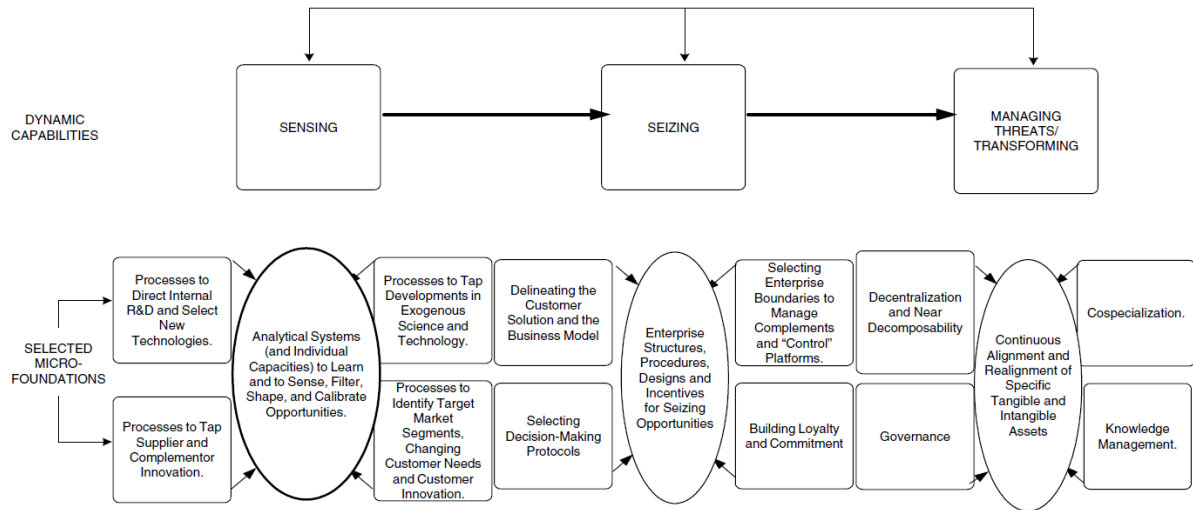 DYNAMIC
CAPABILITIES
SENSING
SEIZING
MANAGING
THREATS/
TRANSFORMING
SELECTED
MICRO-
FOUNDATIONS
Processes to
Direct Internal
R&D and Select
New
Technologies.
Processes to Tap
Supplier and
Complementor
Innovation.
Analytical Systems
(and Individual
Capacities) to Learn
and to Sense, Filter,
Shape, and Calibrate
Opportunities.
Processes to Tap
Developments in
Exogenous
Science and
Technology.
Processes to
Identify Target
Market
Segments,
Changing
Customer Needs
and Customer
Innovation.
Delineating the
Customer
Solution and the
Business Model
Selecting
Decision-Making
Protocols
Enterprise
Structures,
Procedures,
Designs and
Incentives
for Seizing
Opportunities
Selecting
Enterprise
Boundaries to
Manage
Complements
and “Control”
Platforms.
Building Loyalty
and Commitment
Decentralization
and Near
Decomposability
Governance
Continuous
Alignment and
Realignment of
Specific
Tangible and
Intangible
Assets
Cospecialization.
Knowledge
Management.